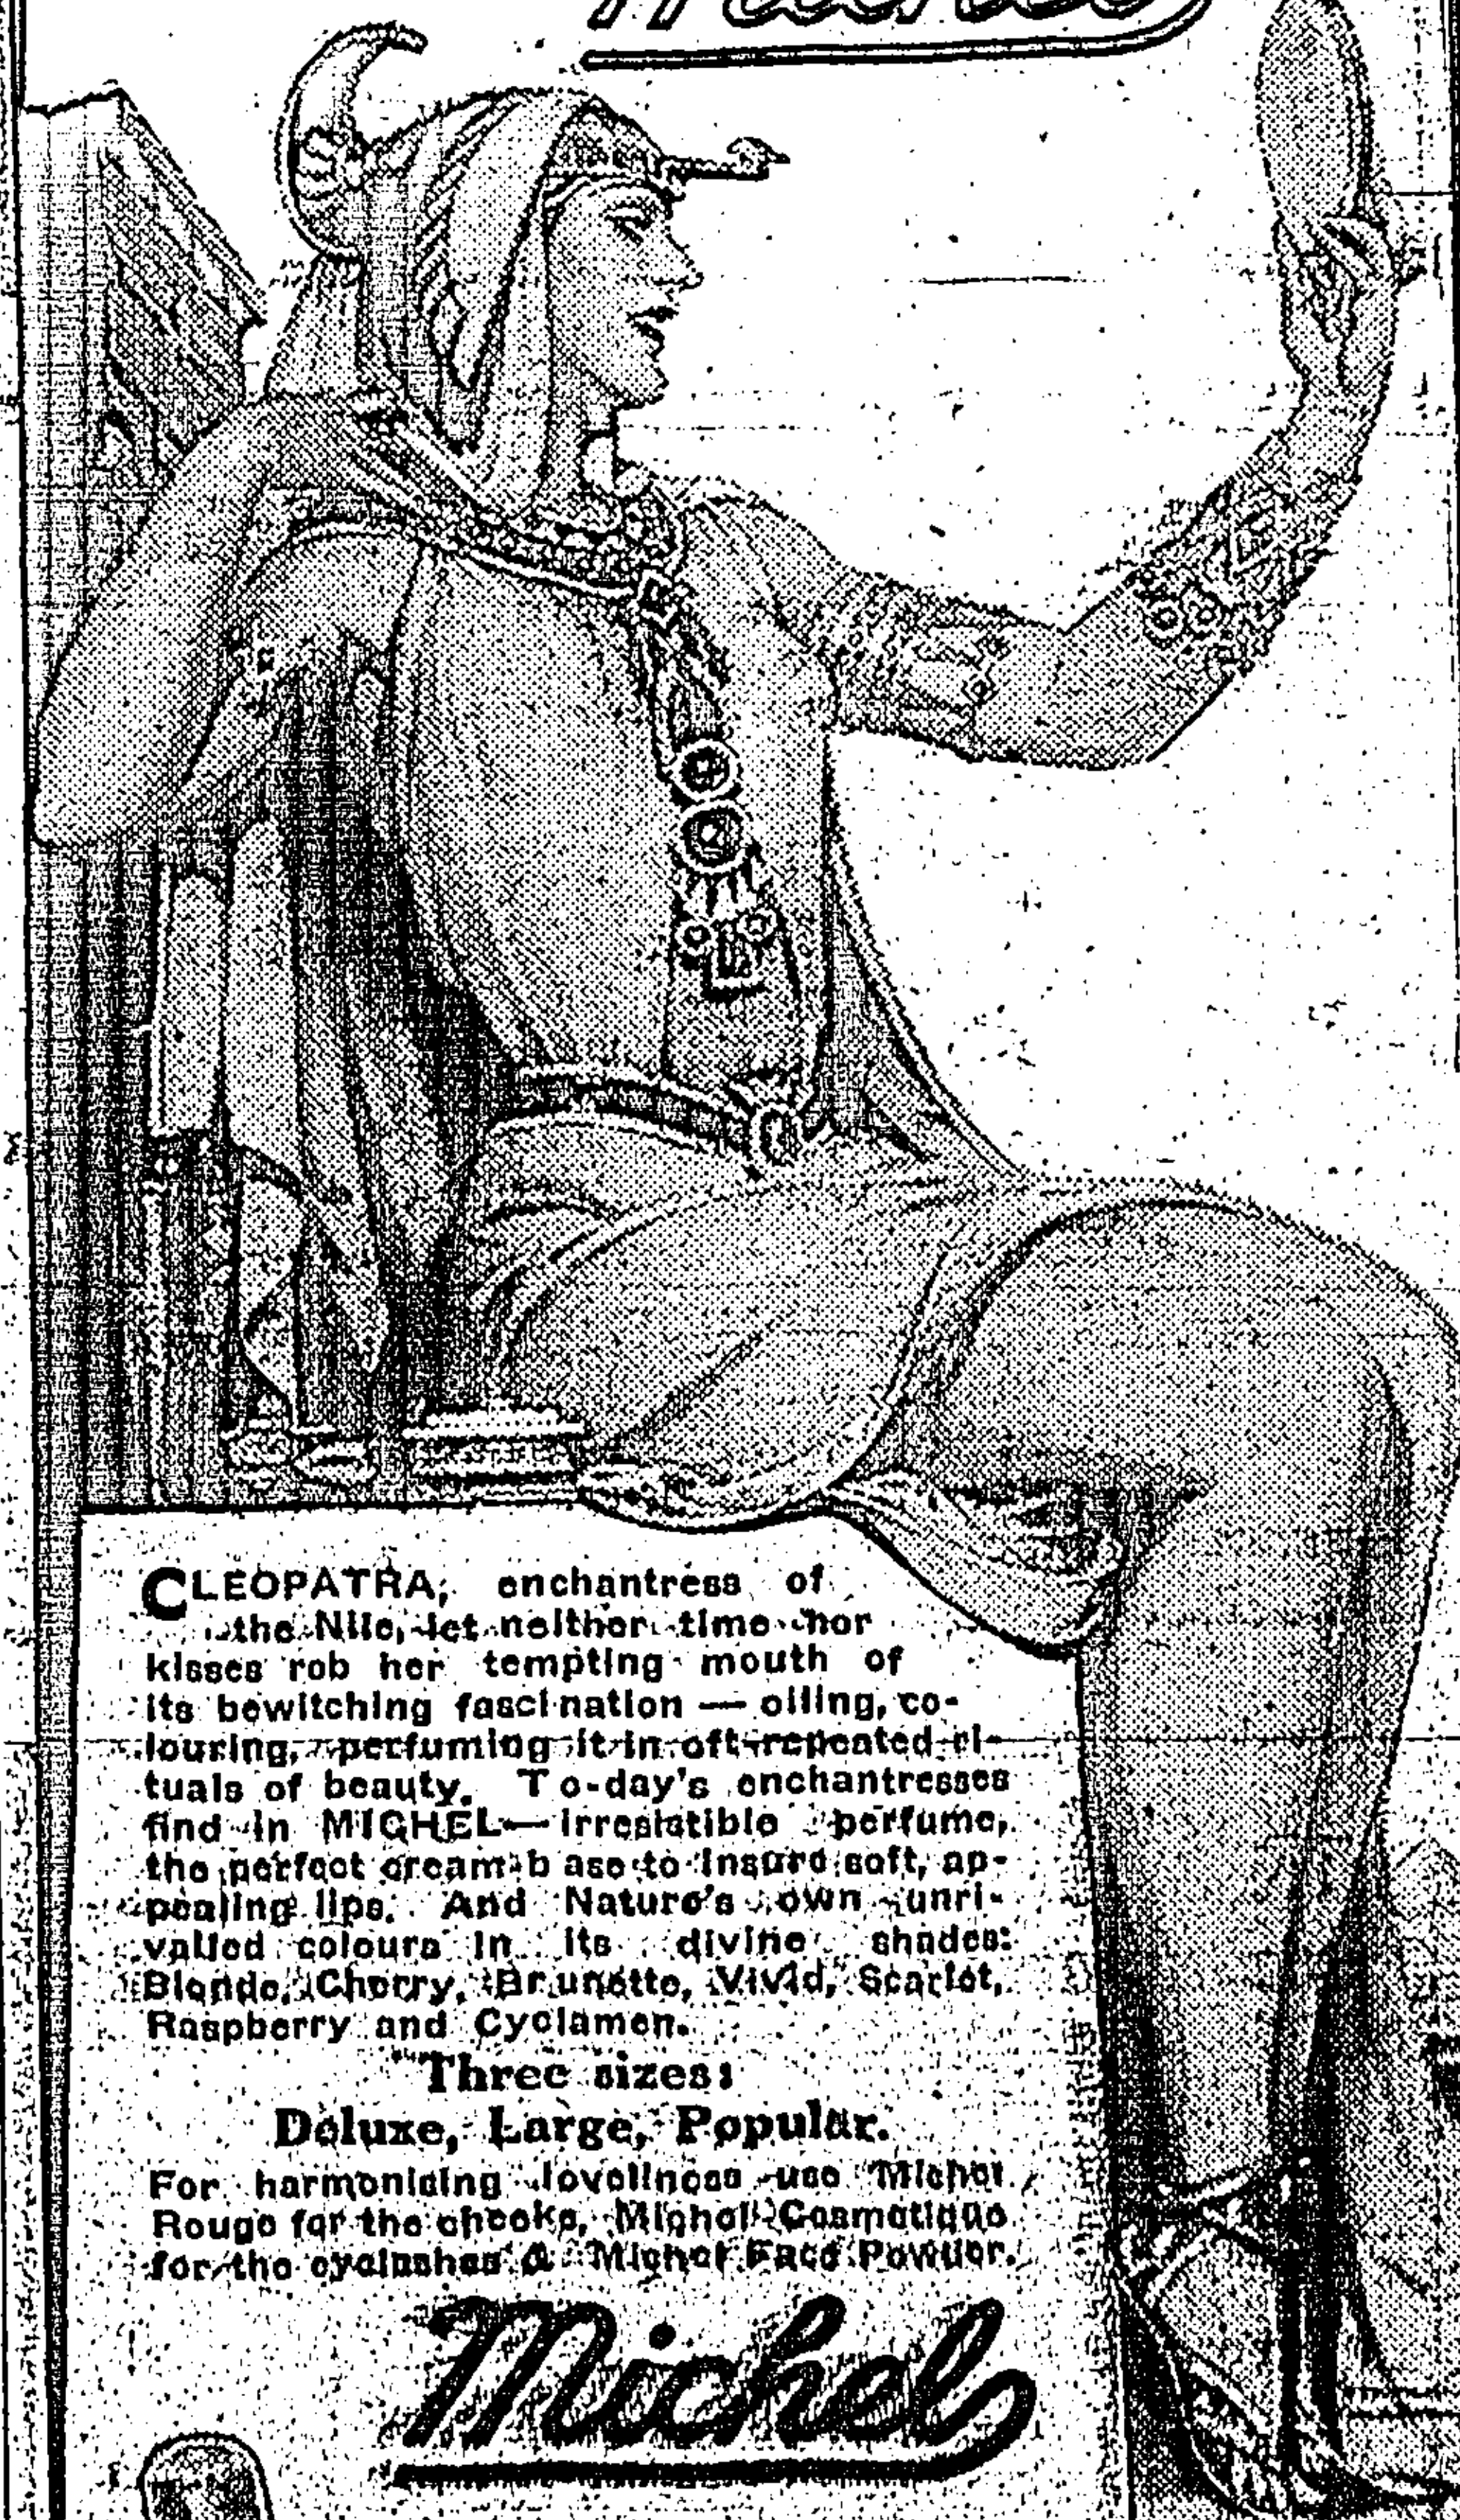 Michel
CLEOPATRA, enchantress of
the Nile, let neither time nor
kisses rob her tempting mouth of
its bewitching fascination — oiling, co-
louring, perfuming it in oft-repeated ri-
tuals of beauty. To-day's enchantresses
find in MICHEL—irresistible perfume,
the perfect cream base to insure soft, ap-
pealing lips. And Nature's own unri-
valled colours in its divine shades:
Blonde, Cherry, Brunette, Vivid, Scarlet,
Raspberry and Cyclamen.
Three sizes:
Deluxe, Large, Popular.
For harmonising loveliness use Michel
Rouge for the cheeks, Michel Cosmetique
for the eyelashes & Michel Face Powder.
Michel